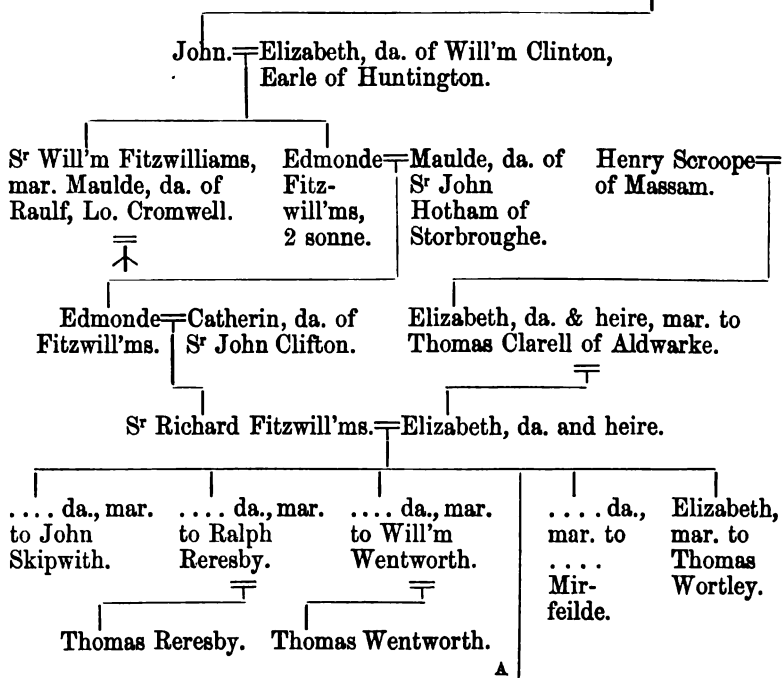 John. Elizabeth, da. of Will'm Clinton,
Earle of Huntington.
Sr Will'm Fitzwilliams,
mar. Maulde, da. of
Raulf, Lo. Cromwell.
Edmonde
Fitz-
will'ms,
2 sonne.
Maulde, da. of
Sr John
Hotham of
Storbroughe.
Henry Scroope
of Massam.
Edmonde
Fitzwill'ms.
Catherin, da. of
Sr John Clifton.
Elizabeth, da. & heire, mar. to
Thomas Clarell of Aldwarke.
Sr Richard Fitzwill'ms. Elizabeth, da. and heire.
.... da., mar.
to John
Skipwith.
.... da., mar.
to Ralph
Reresby.
.... da., mar.
to Will'm
Wentworth.
.... da.,
mar. to
....
Mir-
feilde.
Elizabeth,
mar. to
Thomas
Wortley.
Thomas Reresby. Thomas Wentworth.
A